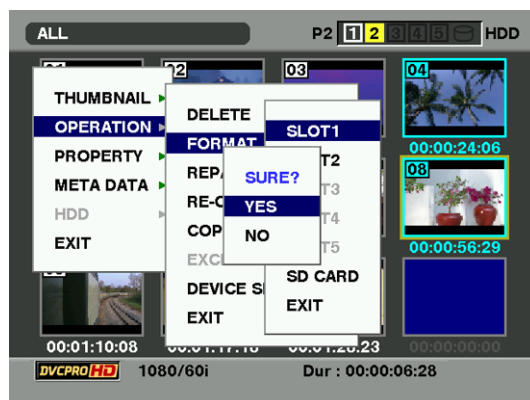 ALL
P2 1 2 3 4 5 HDD
02
03
04
THUMBNAIL
OPERATION
PROPERTY
META DATA
HDD
EXIT
DELETE
FORMAT
DEVICE
EXIT
SLOT1
SD CARD
EXIT
SURE?
YES
NO
00:00:24:06
08
00:00:56:29
00:01:10:08
00:00:00:00
DVCPRO HD
1080/60i
Dur : 00:00:06:28